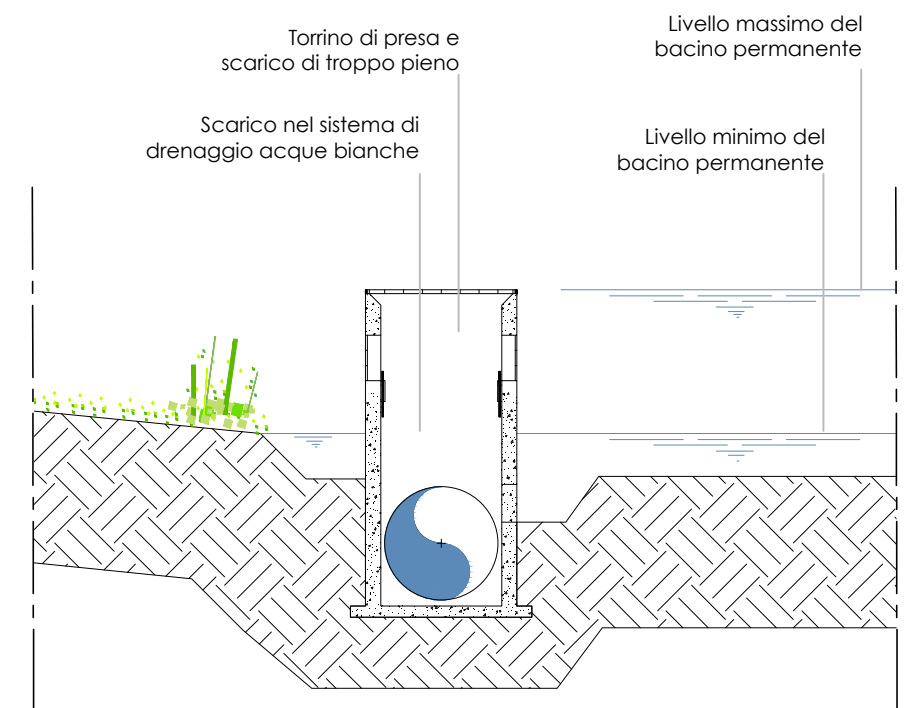 Torrino di presa e
scarico di troppo pieno
Scarico nel sistema di
drenaggio acque bianche
Livello massimo del
bacino permanente
Livello minimo del
bacino permanente